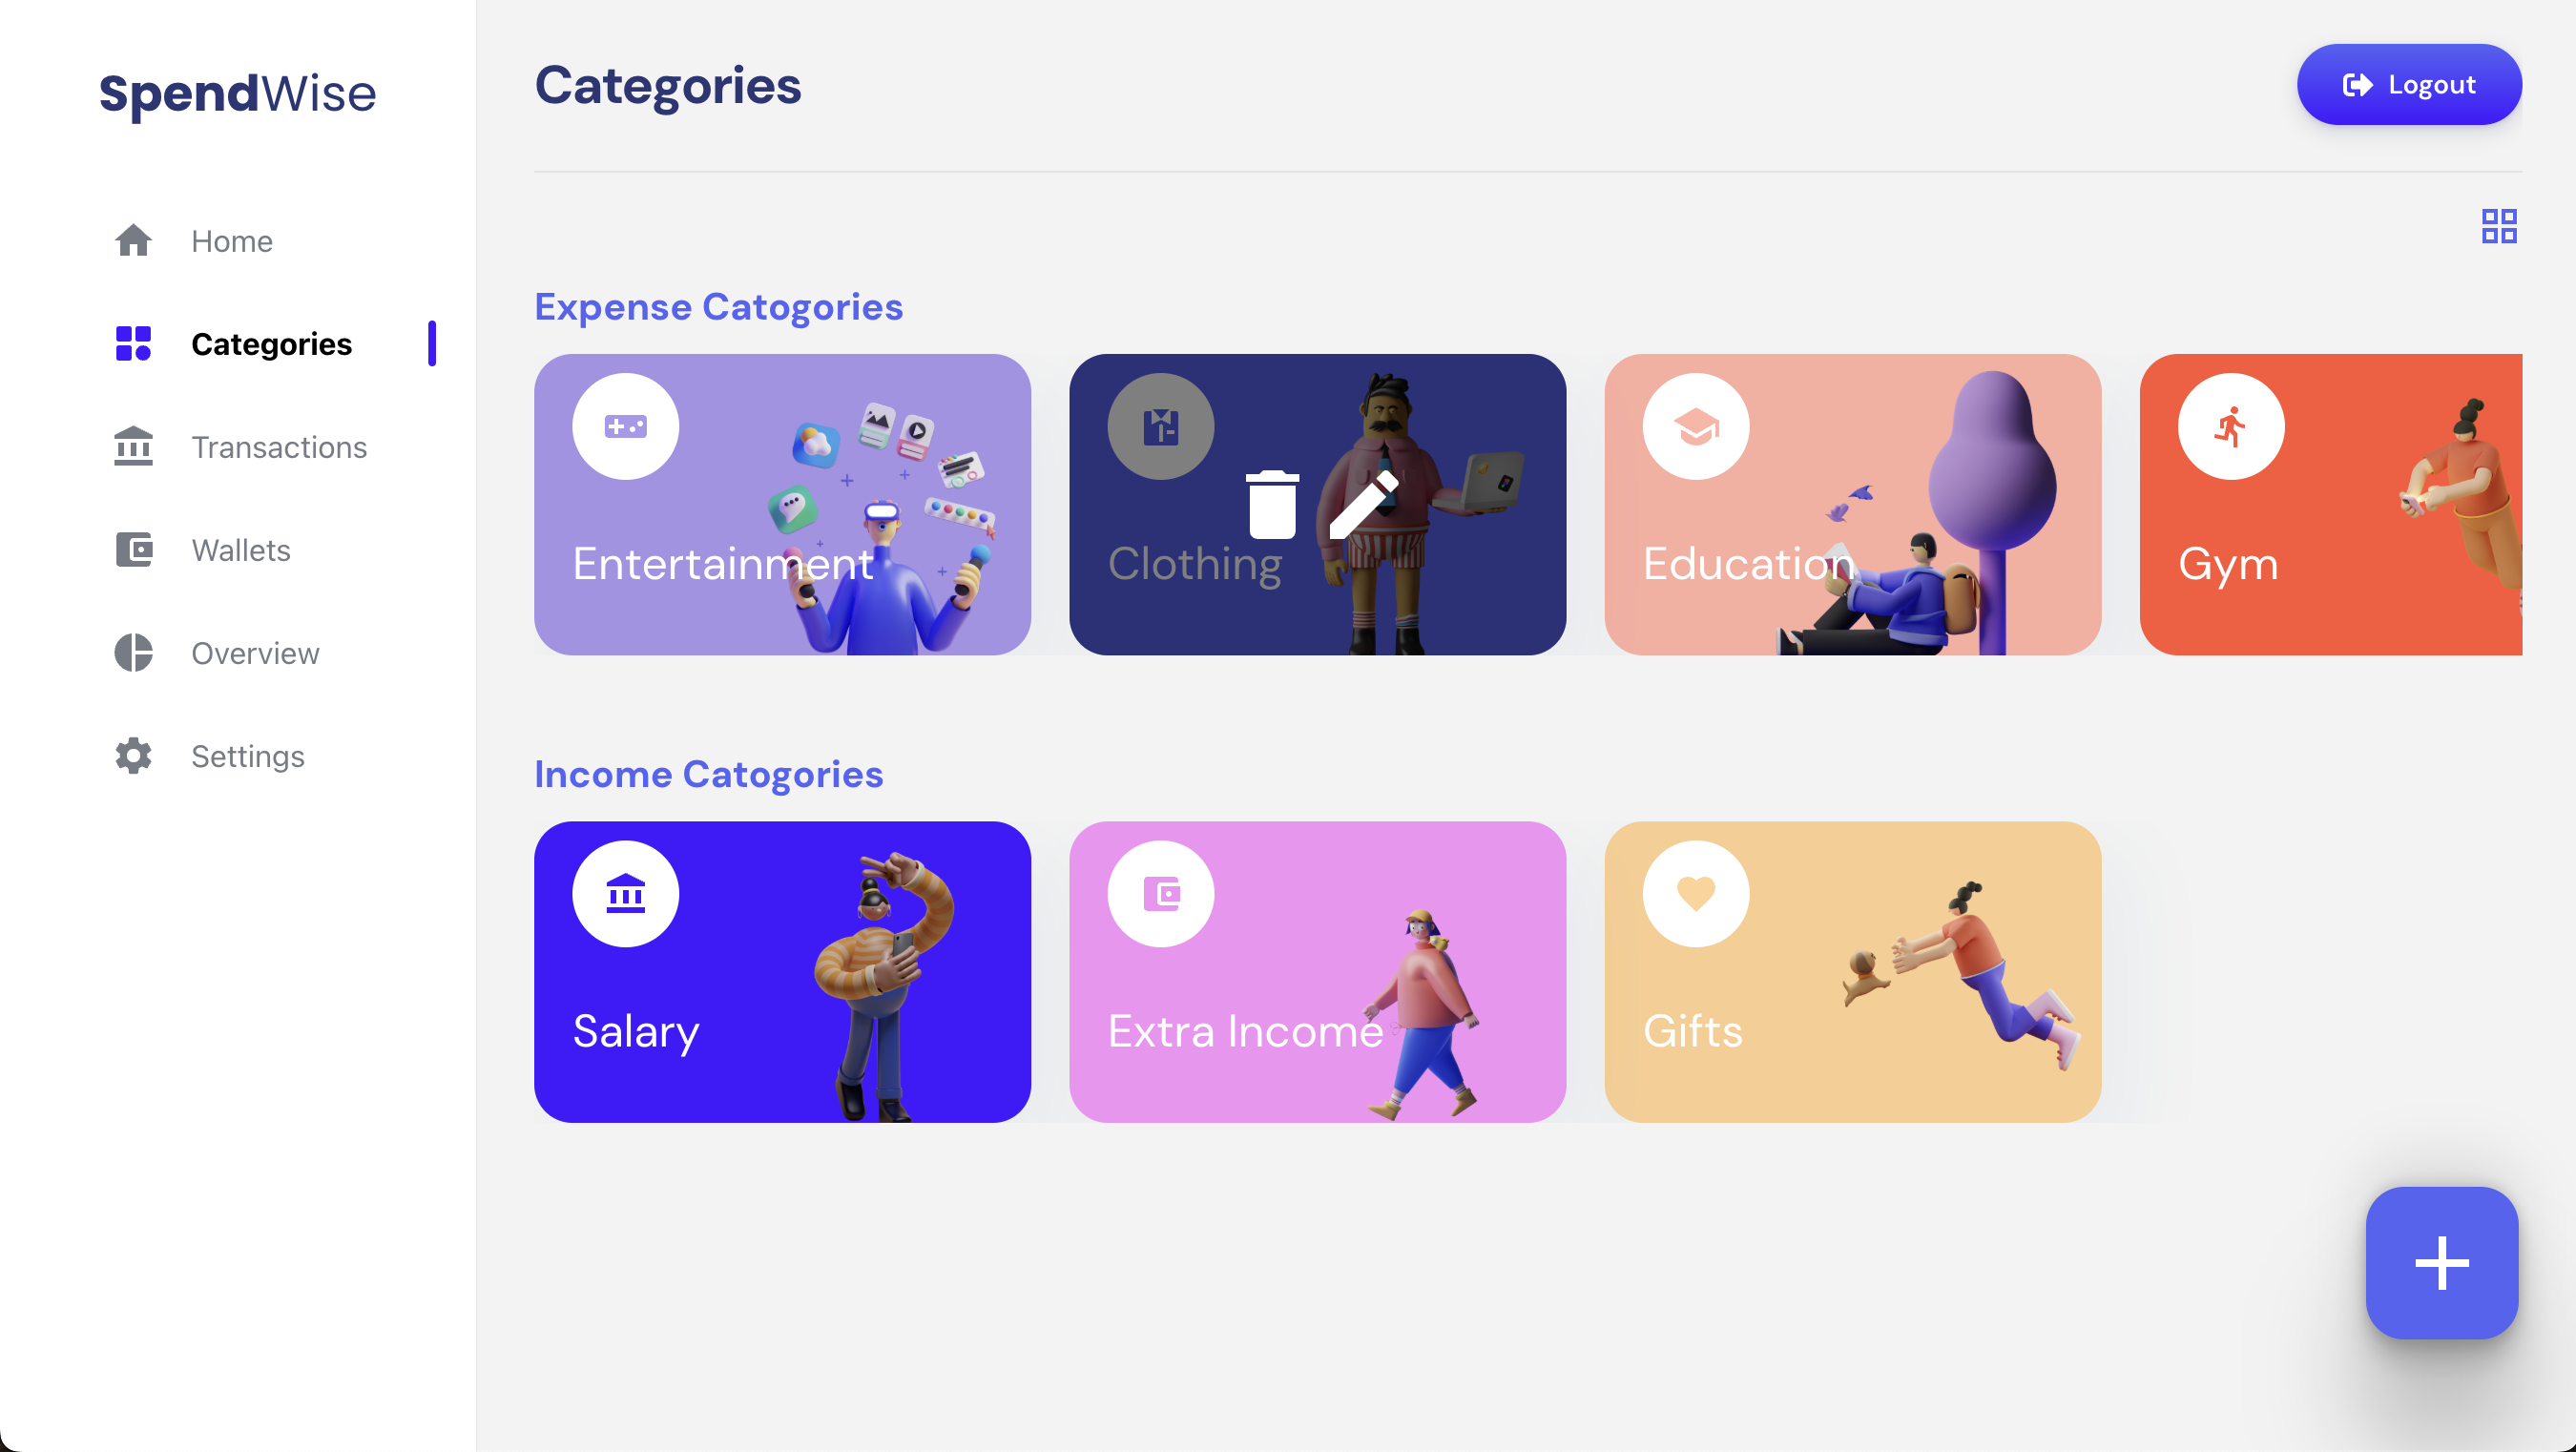 SpendWise
Home
Categories
Transactions
Wallets
Overview
Settings
Categories
Logout
Expense Catogories
Entertainment
Clothing
Education
Gym
Income Catogories
Salary
Extra Income
Gifts